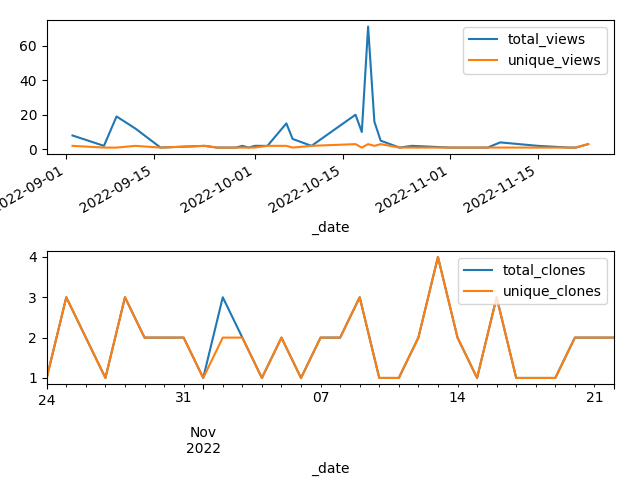 total_views
unique_views
60
40
20
0
2022-09-01
2022-09-15
2022-10-01
2022-10-15
2022-11-01
2022-11-15
_date
total_clones
unique_clones
4
3
2
1
24
31
07
14
21
Nov
2022
_date